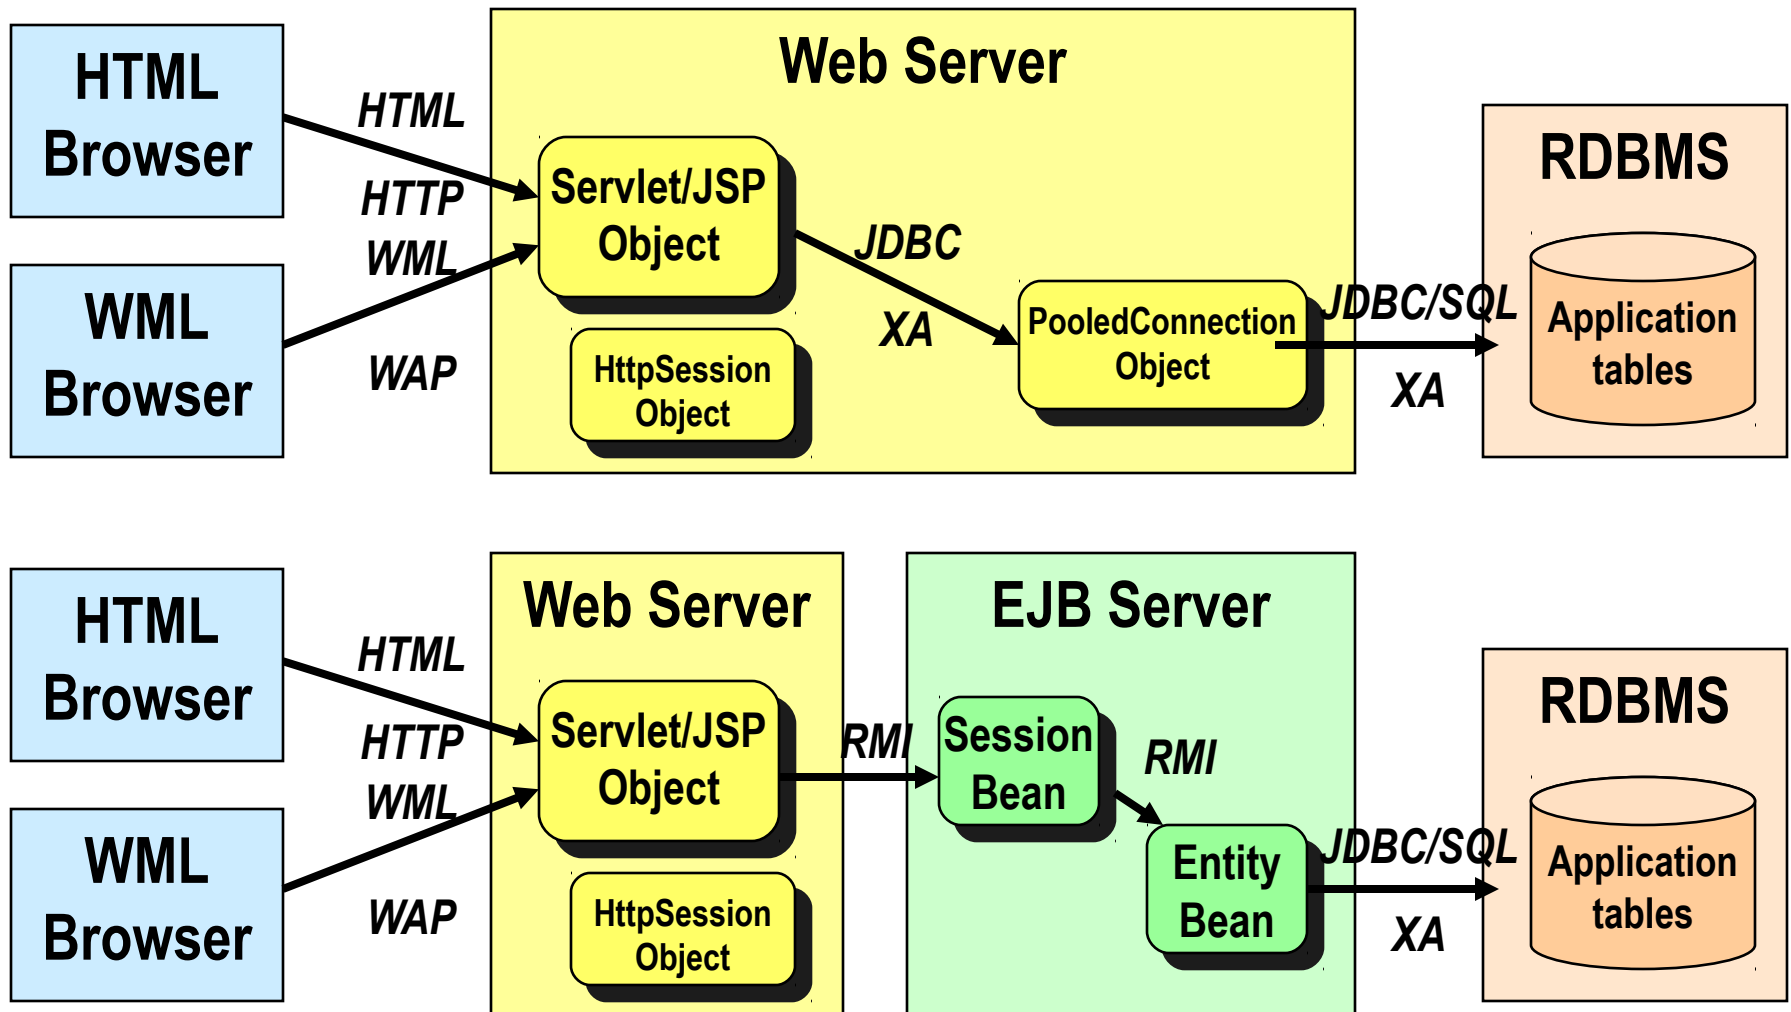 HTML
Browser
WML
Browser
HTML
HTTP
WML
WAP
Web Server
Servlet/JSP
Object
HttpSession
Object
JDBC
XA
PooledConnection
Object
JDBC/SQL
XA
RDBMS
Application
tables
HTML
Browser
WML
Browser
HTML
HTTP
WML
WAP
Web Server
Servlet/JSP
Object
HttpSession
Object
RMI
EJB Server
Session
Bean
RMI
Entity
Bean
JDBC/SQL
XA
RDBMS
Application
tables